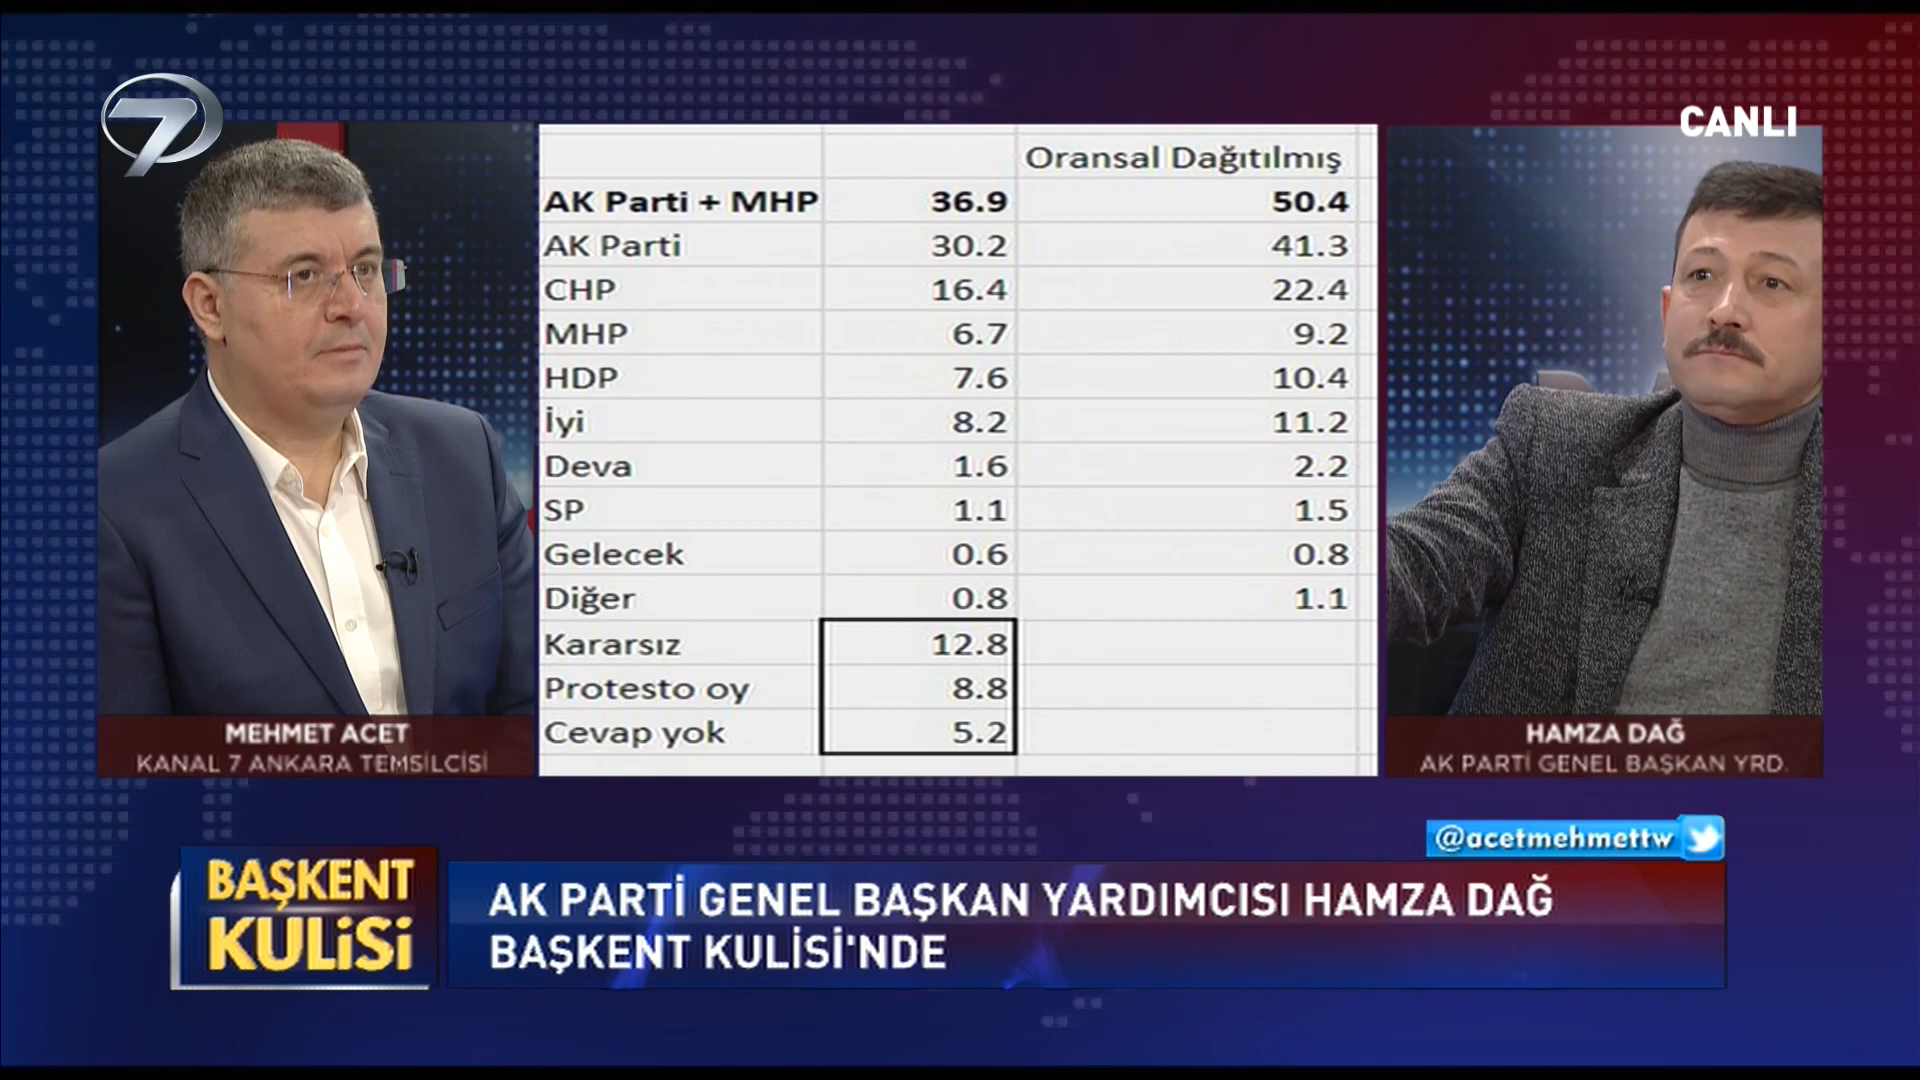 7
CANLI
Oransal Dağıtılmış
AK Parti + MHP 36.9 50.4
AK Parti 30.2 41.3
CHP 16.4 22.4
MHP 6.7 9.2
HDP 7.6 10.4
İyi 8.2 11.2
Deva 1.6 2.2
SP 1.1 1.5
Gelecek 0.6 0.8
Diğer 0.8 1.1
Kararsız 12.8
Protesto oy 8.8
Cevap yok 5.2
MEHMET ACET
KANAL 7 ANKARA TEMSİLCİSİ
HAMZA DAĞ
AK PARTİ GENEL BAŞKAN YRD.
@acetmehmettw
BAŞKENT
KULİSİ
AK PARTİ GENEL BAŞKAN YARDIMCISI HAMZA DAĞ
BAŞKENT KULİSİ'NDE